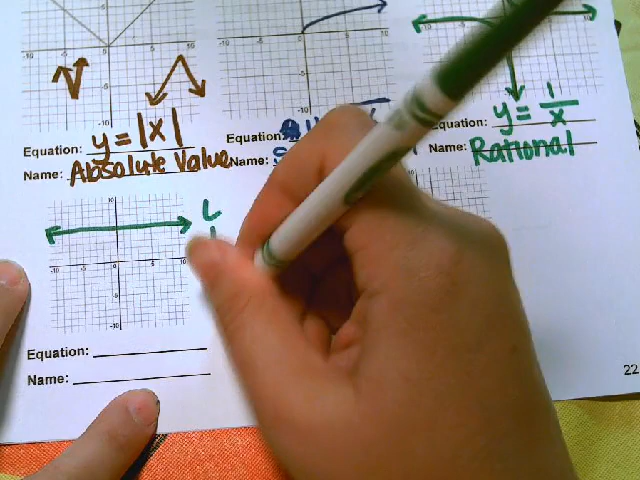 Equation: y = |x|
Name: Absolute Value
Equation:
Name: S
Equation: y = 1/x
Name: Rational
Equation:
Name:
22